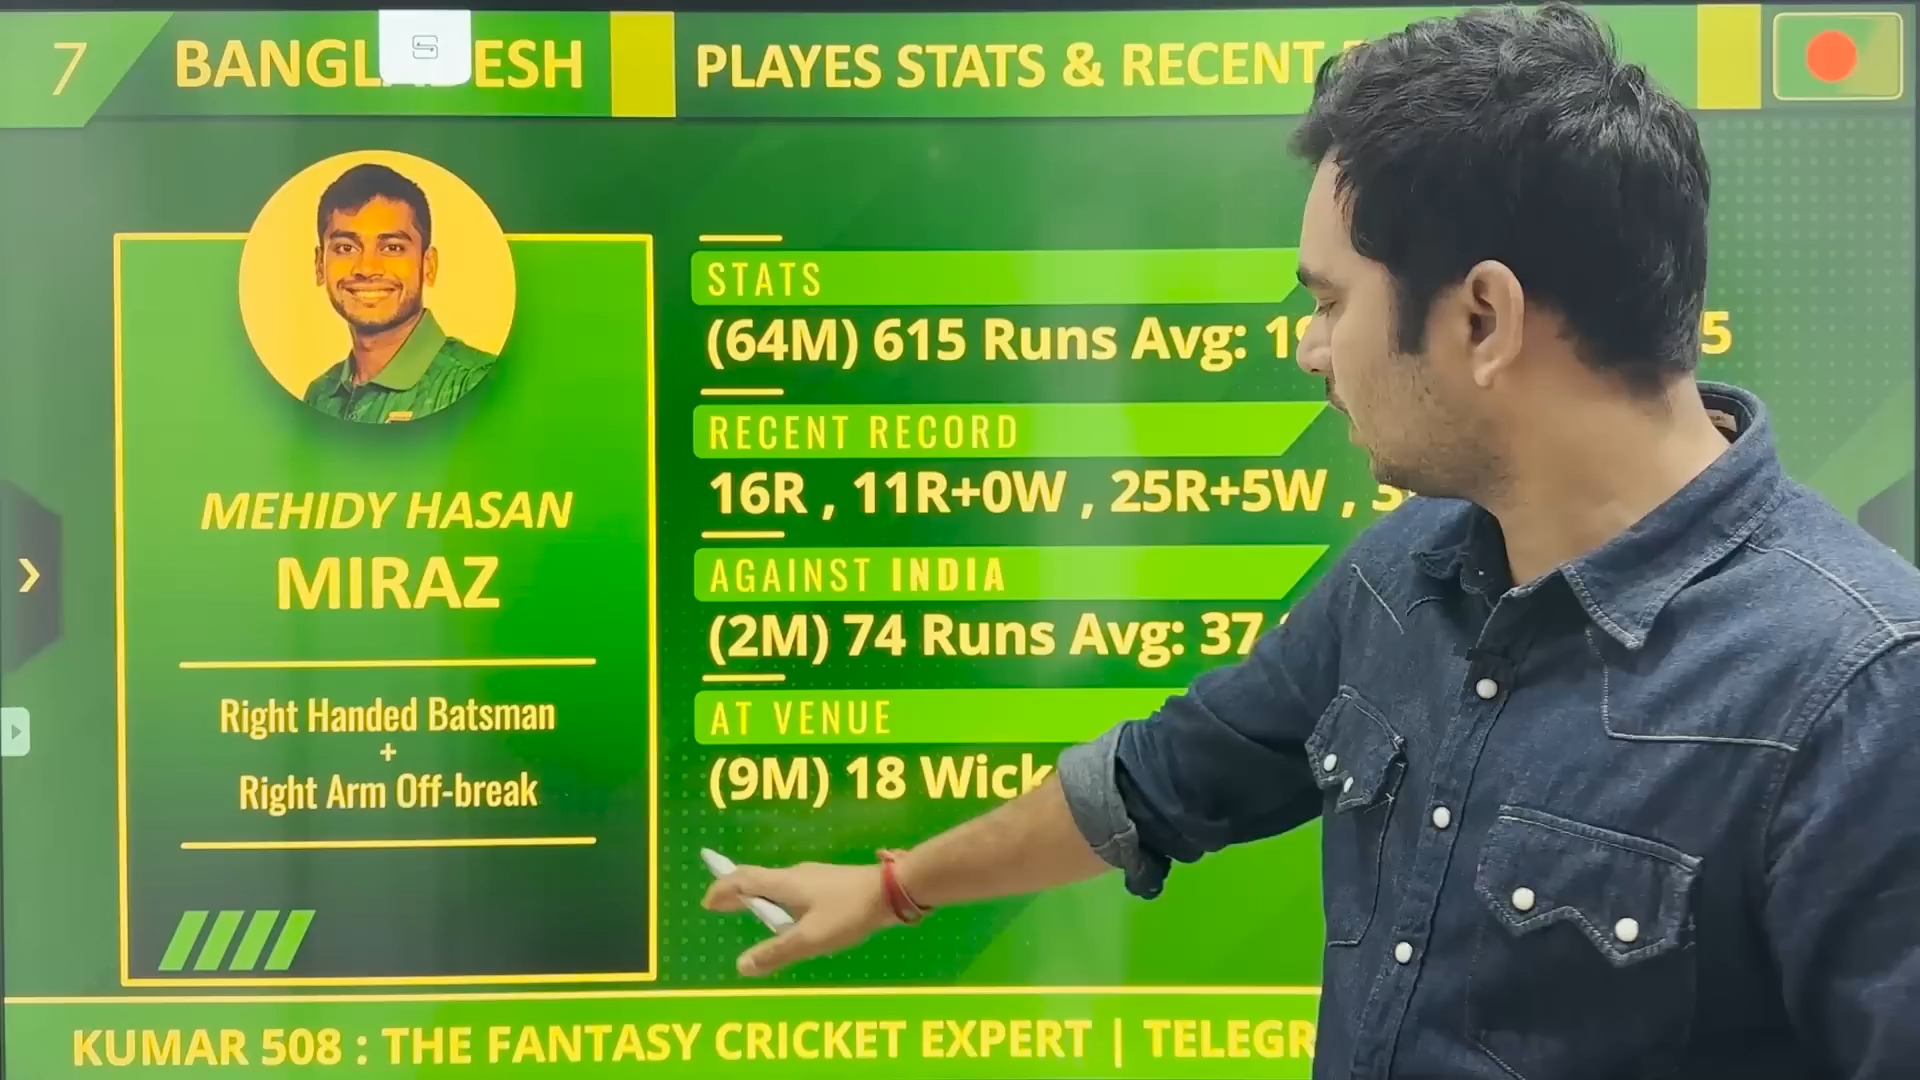 7
BANGL ESH
PLAYES STATS & RECENT
MEHIDY HASAN
MIRAZ
Right Handed Batsman
+
Right Arm Off-break
STATS
(64M) 615 Runs Avg: 19 5
RECENT RECORD
16R , 11R+0W , 25R+5W , 3
AGAINST INDIA
(2M) 74 Runs Avg: 37
AT VENUE
(9M) 18 Wick
KUMAR 508 : THE FANTASY CRICKET EXPERT | TELEGR